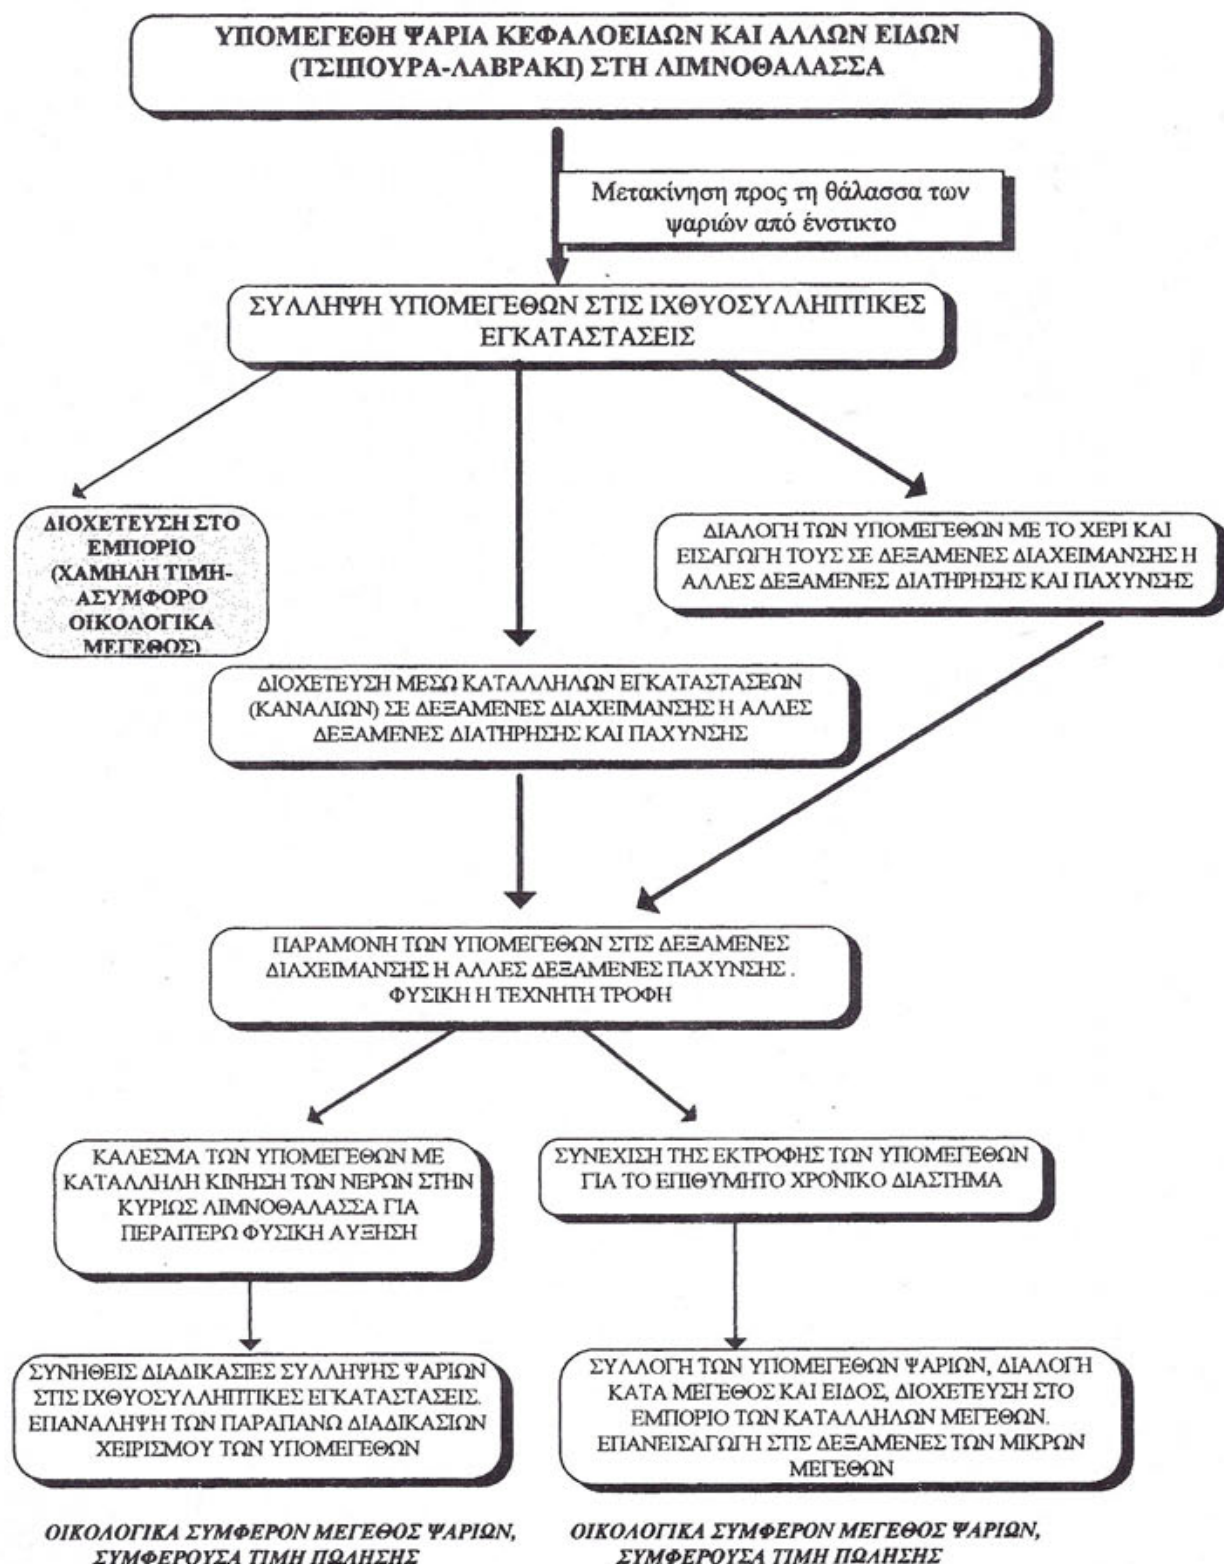 ΥΠΟΜΕΓΕΘΗ ΨΑΡΙΑ ΚΕΦΑΛΟΕΙΔΩΝ ΚΑΙ ΑΛΛΩΝ ΕΙΔΩΝ
(ΤΣΙΠΟΥΡΑ-ΛΑΒΡΑΚΙ) ΣΤΗ ΛΙΜΝΟΘΑΛΑΣΣΑ
Μετακίνηση προς τη θάλασσα των
ψαριών από ένστικτο
ΣΥΛΛΗΨΗ ΥΠΟΜΕΓΕΘΩΝ ΣΤΙΣ ΙΧΘΥΟΣΥΛΛΗΠΤΙΚΕΣ
ΕΓΚΑΤΑΣΤΑΣΕΙΣ
ΔΙΟΧΕΤΕΥΣΗ ΣΤΟ
ΕΜΠΟΡΙΟ
(ΧΑΜΗΛΗ ΤΙΜΗ-
ΑΣΥΜΦΟΡΟ
ΟΙΚΟΛΟΓΙΚΑ
ΜΕΓΕΘΟΣ)
ΔΙΑΛΟΓΗ ΤΩΝ ΥΠΟΜΕΓΕΘΩΝ ΜΕ ΤΟ ΧΕΡΙ ΚΑΙ
ΕΙΣΑΓΩΓΗ ΤΟΥΣ ΣΕ ΔΕΞΑΜΕΝΕΣ ΔΙΑΧΕΙΜΑΝΣΗΣ Η
ΑΛΛΕΣ ΔΕΞΑΜΕΝΕΣ ΔΙΑΤΗΡΗΣΗΣ ΚΑΙ ΠΑΧΥΝΣΗΣ
ΔΙΟΧΕΤΕΥΣΗ ΜΕΣΩ ΚΑΤΑΛΛΗΛΩΝ ΕΓΚΑΤΑΣΤΑΣΕΩΝ
(ΚΑΝΑΛΙΩΝ) ΣΕ ΔΕΞΑΜΕΝΕΣ ΔΙΑΧΕΙΜΑΝΣΗΣ Η ΑΛΛΕΣ
ΔΕΞΑΜΕΝΕΣ ΔΙΑΤΗΡΗΣΗΣ ΚΑΙ ΠΑΧΥΝΣΗΣ
ΠΑΡΑΜΟΝΗ ΤΩΝ ΥΠΟΜΕΓΕΘΩΝ ΣΤΙΣ ΔΕΞΑΜΕΝΕΣ
ΔΙΑΧΕΙΜΑΝΣΗΣ Η ΑΛΛΕΣ ΔΕΞΑΜΕΝΕΣ ΠΑΧΥΝΣΗΣ .
ΦΥΣΙΚΗ Η ΤΕΧΝΗΤΗ ΤΡΟΦΗ
ΚΑΛΕΣΜΑ ΤΩΝ ΥΠΟΜΕΓΕΘΩΝ ΜΕ
ΚΑΤΑΛΛΗΛΗ ΚΙΝΗΣΗ ΤΩΝ ΝΕΡΩΝ ΣΤΗΝ
ΚΥΡΙΩΣ ΛΙΜΝΟΘΑΛΑΣΣΑ ΓΙΑ
ΠΕΡΑΙΤΕΡΩ ΦΥΣΙΚΗ ΑΥΞΗΣΗ
ΣΥΝΕΧΙΣΗ ΤΗΣ ΕΚΤΡΟΦΗΣ ΤΩΝ ΥΠΟΜΕΓΕΘΩΝ
ΓΙΑ ΤΟ ΕΠΙΘΥΜΗΤΟ ΧΡΟΝΙΚΟ ΔΙΑΣΤΗΜΑ
ΣΥΝΗΘΕΙΣ ΔΙΑΔΙΚΑΣΙΕΣ ΣΥΛΛΗΨΗΣ ΨΑΡΙΩΝ
ΣΤΙΣ ΙΧΘΥΟΣΥΛΛΗΠΤΙΚΕΣ ΕΓΚΑΤΑΣΤΑΣΕΙΣ.
ΕΠΑΝΑΛΗΨΗ ΤΩΝ ΠΑΡΑΠΑΝΩ ΔΙΑΔΙΚΑΣΙΩΝ
ΧΕΙΡΙΣΜΟΥ ΤΩΝ ΥΠΟΜΕΓΕΘΩΝ
ΣΥΛΛΟΓΗ ΤΩΝ ΥΠΟΜΕΓΕΘΩΝ ΨΑΡΙΩΝ, ΔΙΑΛΟΓΗ
ΚΑΤΑ ΜΕΓΕΘΟΣ ΚΑΙ ΕΙΔΟΣ, ΔΙΟΧΕΤΕΥΣΗ ΣΤΟ
ΕΜΠΟΡΙΟ ΤΩΝ ΚΑΤΑΛΛΗΛΩΝ ΜΕΓΕΘΩΝ.
ΕΠΑΝΕΙΣΑΓΩΓΗ ΣΤΙΣ ΔΕΞΑΜΕΝΕΣ ΤΩΝ ΜΙΚΡΩΝ
ΜΕΓΕΘΩΝ
ΟΙΚΟΛΟΓΙΚΑ ΣΥΜΦΕΡΟΝ ΜΕΓΕΘΟΣ ΨΑΡΙΩΝ,
ΣΥΜΦΕΡΟΥΣΑ ΤΙΜΗ ΠΩΛΗΣΗΣ
ΟΙΚΟΛΟΓΙΚΑ ΣΥΜΦΕΡΟΝ ΜΕΓΕΘΟΣ ΨΑΡΙΩΝ,
ΣΥΜΦΕΡΟΥΣΑ ΤΙΜΗ ΠΩΛΗΣΗΣ